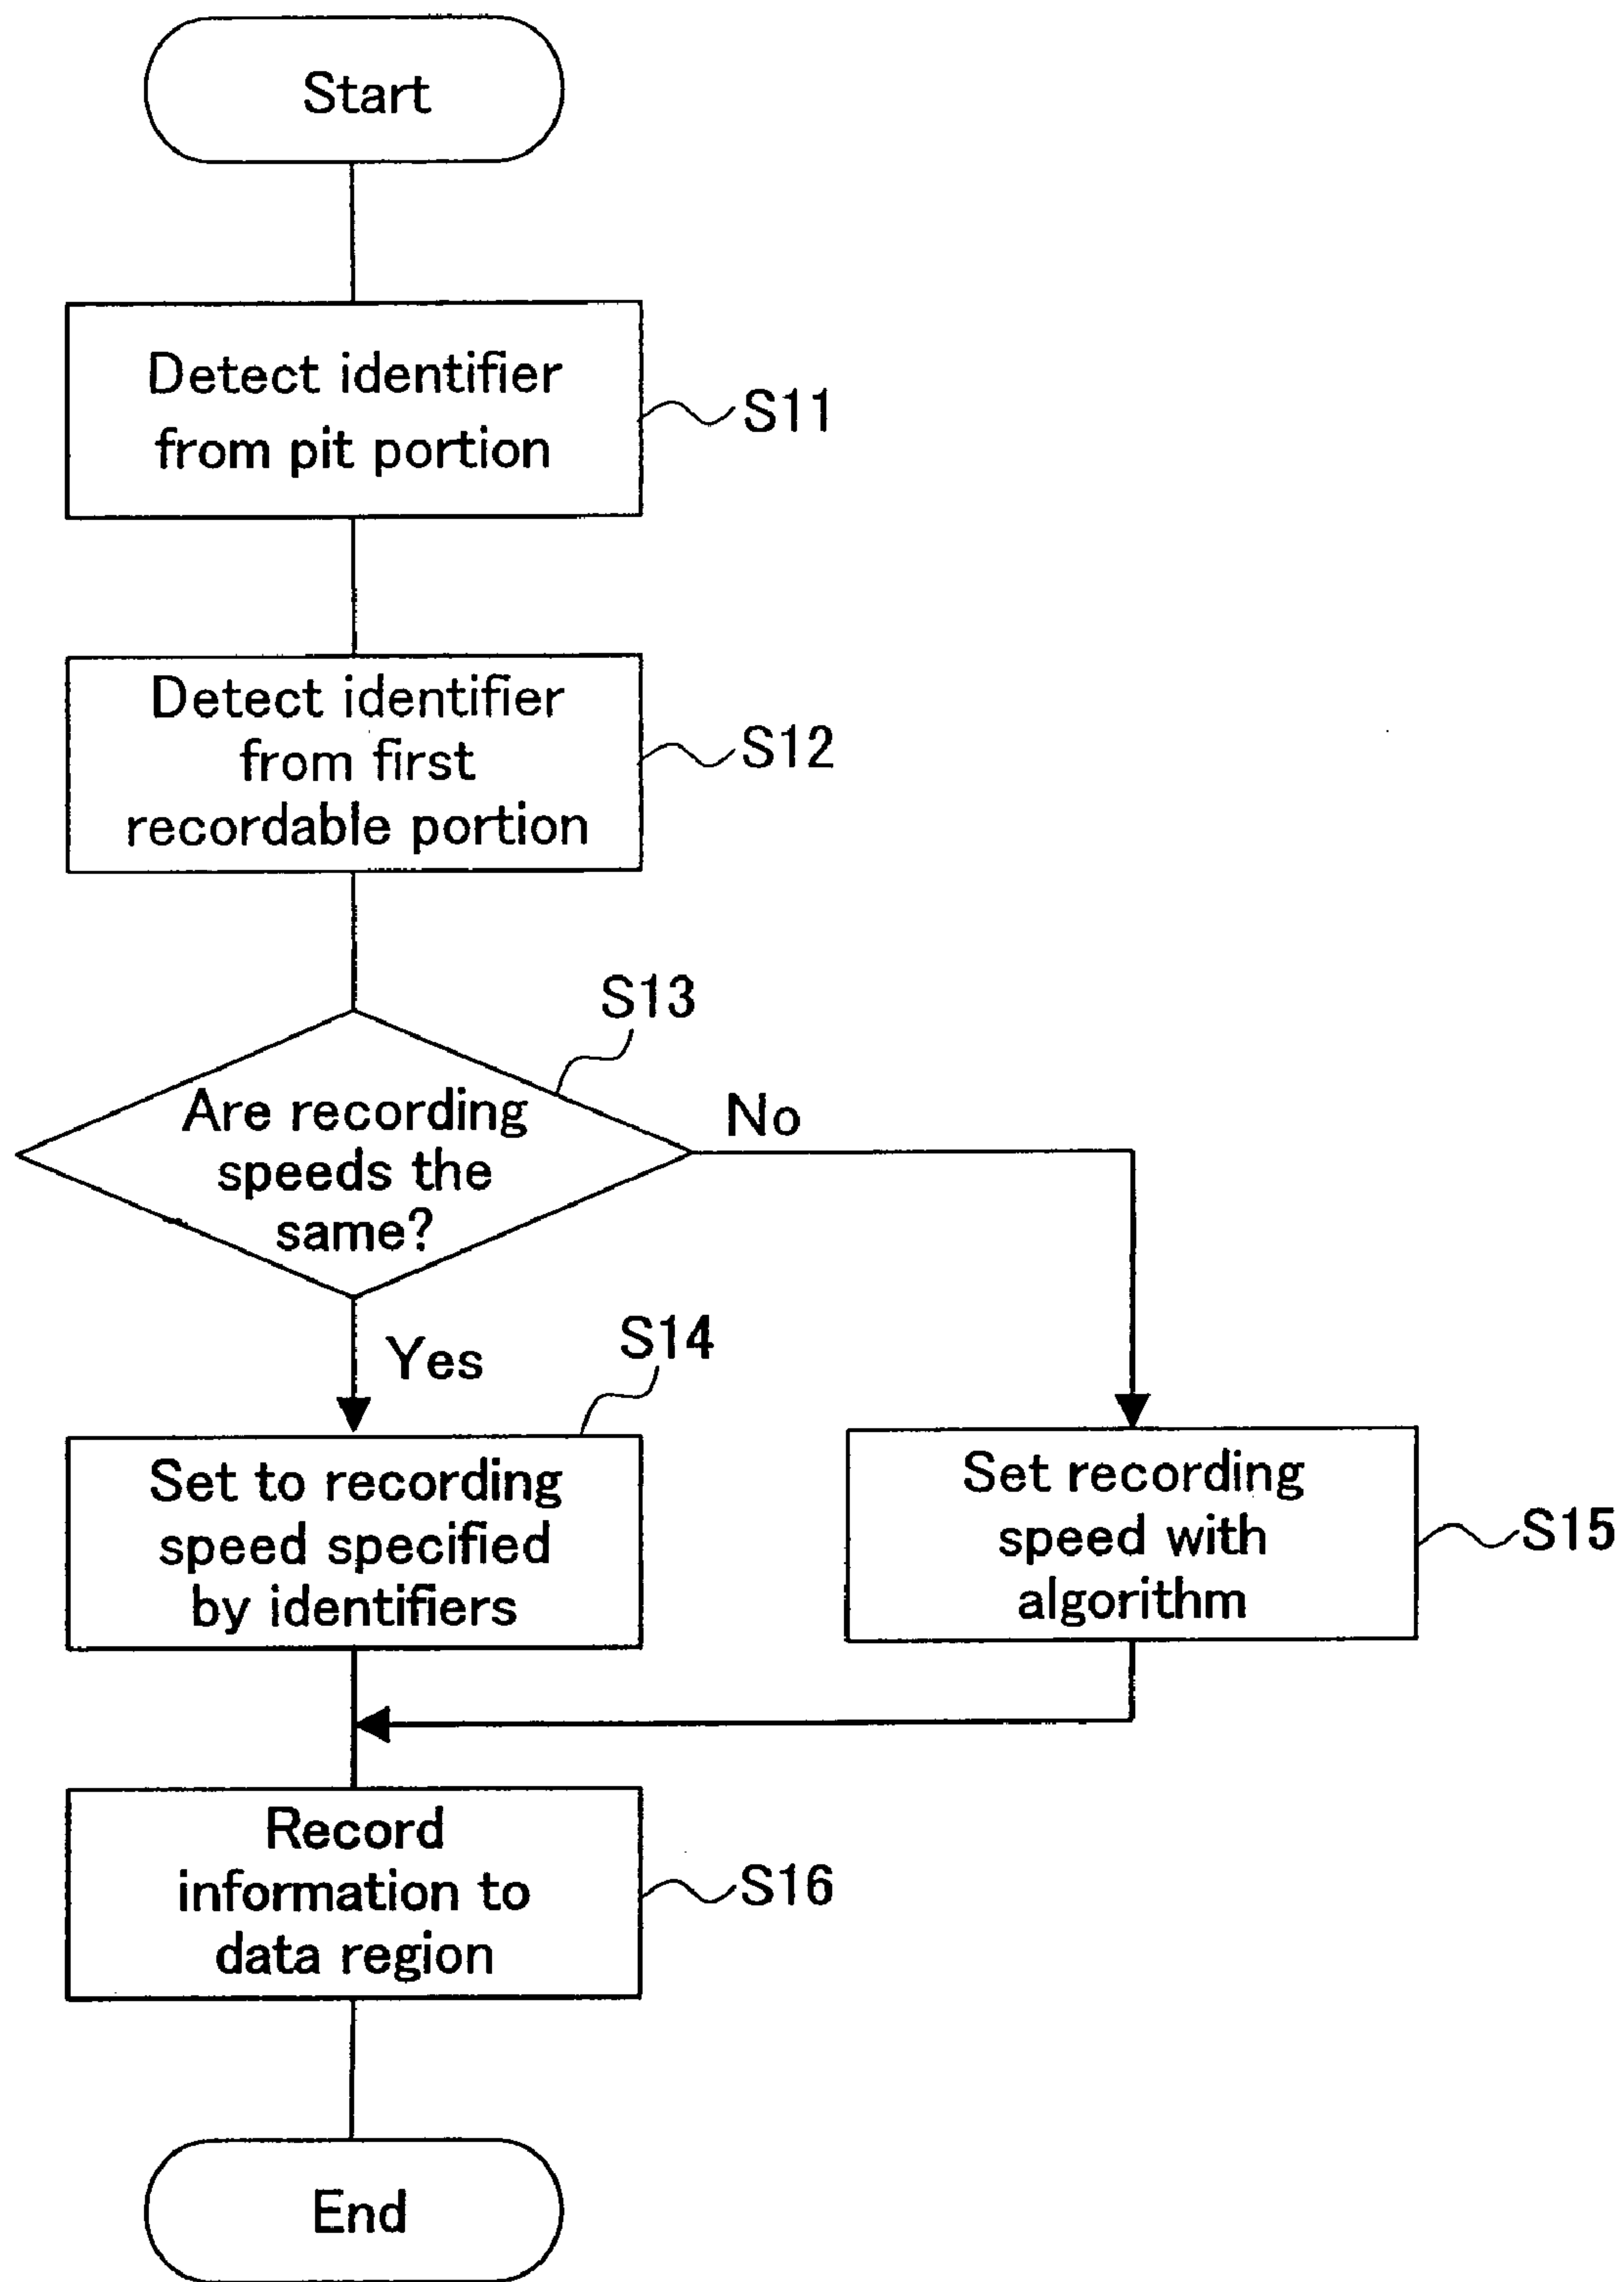 Start
Detect identifier
from pit portion
S11
Detect identifier
from first
recordable portion
S12
S13
Are recording
speeds the
same?
No
Yes
S14
Set to recording
speed specified
by identifiers
Set recording
speed with
algorithm
S15
Record
information to
data region
S16
End